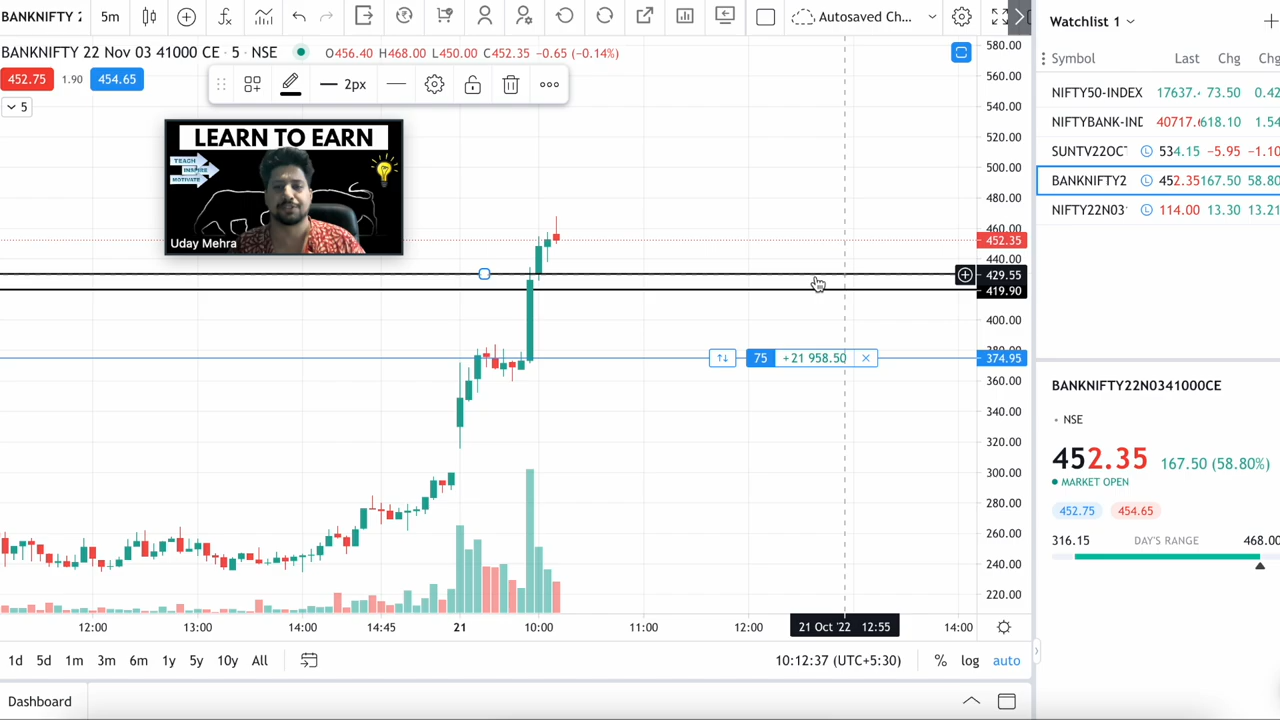 BANKNIFTY 2
5m
Autosaved Ch...
Watchlist 1
BANKNIFTY 22 Nov 03 41000 CE · 5 · NSE
O456.40 H468.00 L450.00 C452.35 −0.65 (−0.14%)
452.75 1.90 454.65
2px
5
Symbol Last Chg Chg
NIFTY50-INDEX 17637. 73.50 0.42
NIFTYBANK-IND 40717. 618.10 1.54
SUNTV22OCT 534.15 −5.95 −1.10
BANKNIFTY2 452.35 167.50 58.80
NIFTY22N03 114.00 13.30 13.21
LEARN TO EARN
TEACH
INSPIRE
MOTIVATE
Uday Mehra
580.00
560.00
540.00
520.00
500.00
480.00
460.00
452.35
440.00
429.55
419.90
400.00
380.00
374.95
360.00
340.00
320.00
300.00
280.00
260.00
240.00
220.00
75 +21 958.50
BANKNIFTY22N0341000CE
NSE
452.35 167.50 (58.80%)
MARKET OPEN
452.75 454.65
316.15 DAY'S RANGE 468.00
12:00 13:00 14:00 14:45 21 10:00 11:00 12:00 21 Oct '22 12:55 14:00
1d 5d 1m 3m 6m 1y 5y 10y All
10:12:37 (UTC+5:30) % log auto
Dashboard